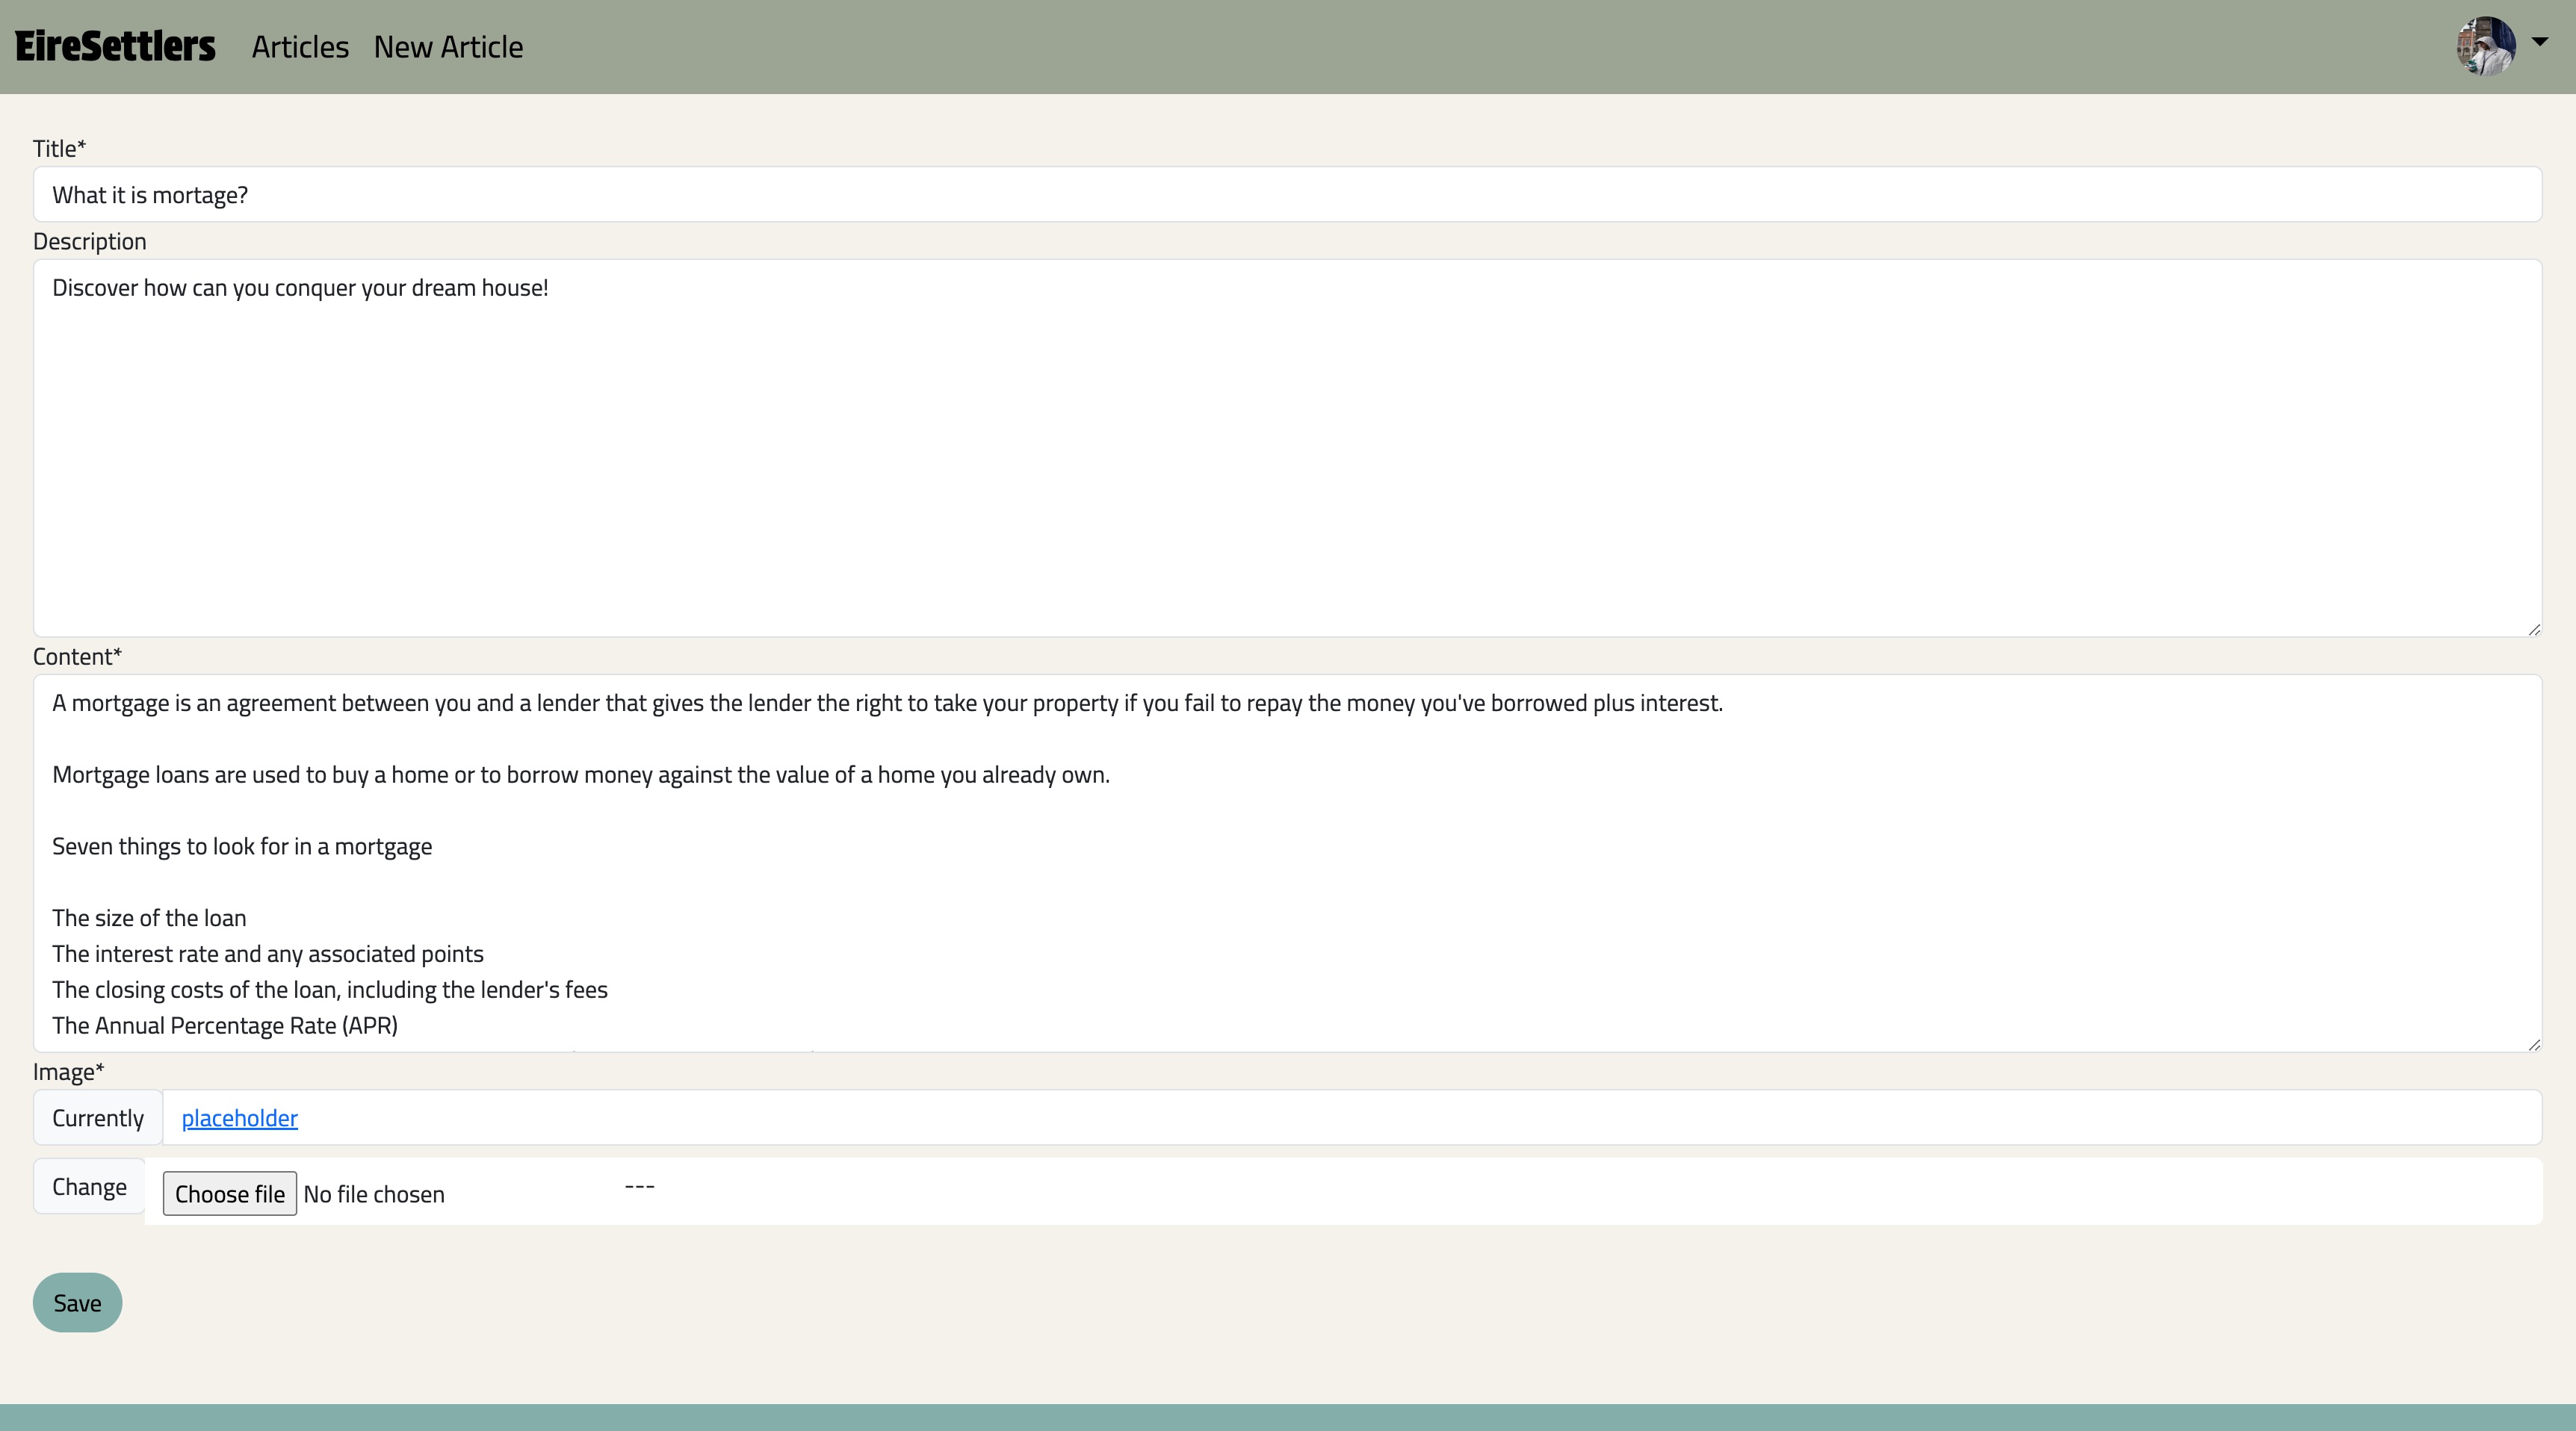 EireSettlers Articles New Article
Title*
What it is mortage?
Description
Discover how can you conquer your dream house!
Content*
A mortgage is an agreement between you and a lender that gives the lender the right to take your property if you fail to repay the money you've borrowed plus interest.
Mortgage loans are used to buy a home or to borrow money against the value of a home you already own.
Seven things to look for in a mortgage
The size of the loan
The interest rate and any associated points
The closing costs of the loan, including the lender's fees
The Annual Percentage Rate (APR)
Image*
Currently placeholder
Change Choose file No file chosen ---
Save